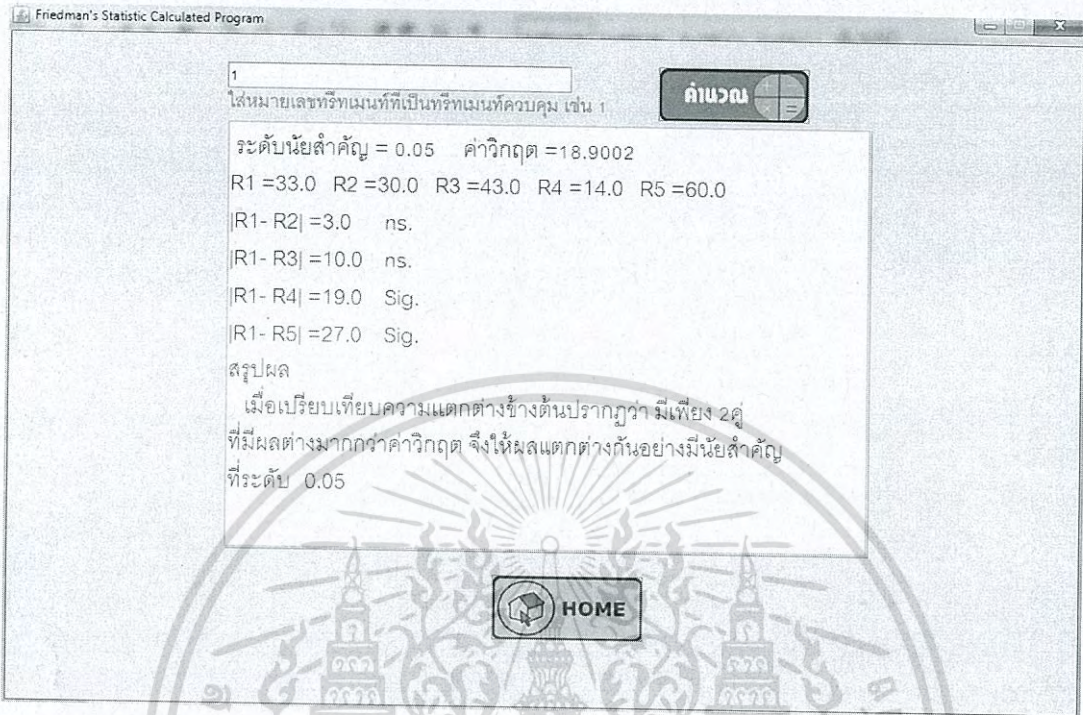 Friedman's Statistic Calculated Program
1
ใส่หมายเลขทรีทเมนท์ที่เป็นทรีทเมนท์ควบคุม เช่น 1
คำนวณ
ระดับนัยสำคัญ = 0.05 ค่าวิกฤต =18.9002
R1 =33.0 R2 =30.0 R3 =43.0 R4 =14.0 R5 =60.0
|R1- R2| =3.0 ns.
|R1- R3| =10.0 ns.
|R1- R4| =19.0 Sig.
|R1- R5| =27.0 Sig.
สรุปผล
เมื่อเปรียบเทียบความแตกต่างข้างต้นปรากฏว่า มีเพียง 2คู่
ที่มีผลต่างมากกว่าค่าวิกฤต จึงให้ผลแตกต่างกันอย่างมีนัยสำคัญ
ที่ระดับ 0.05
HOME